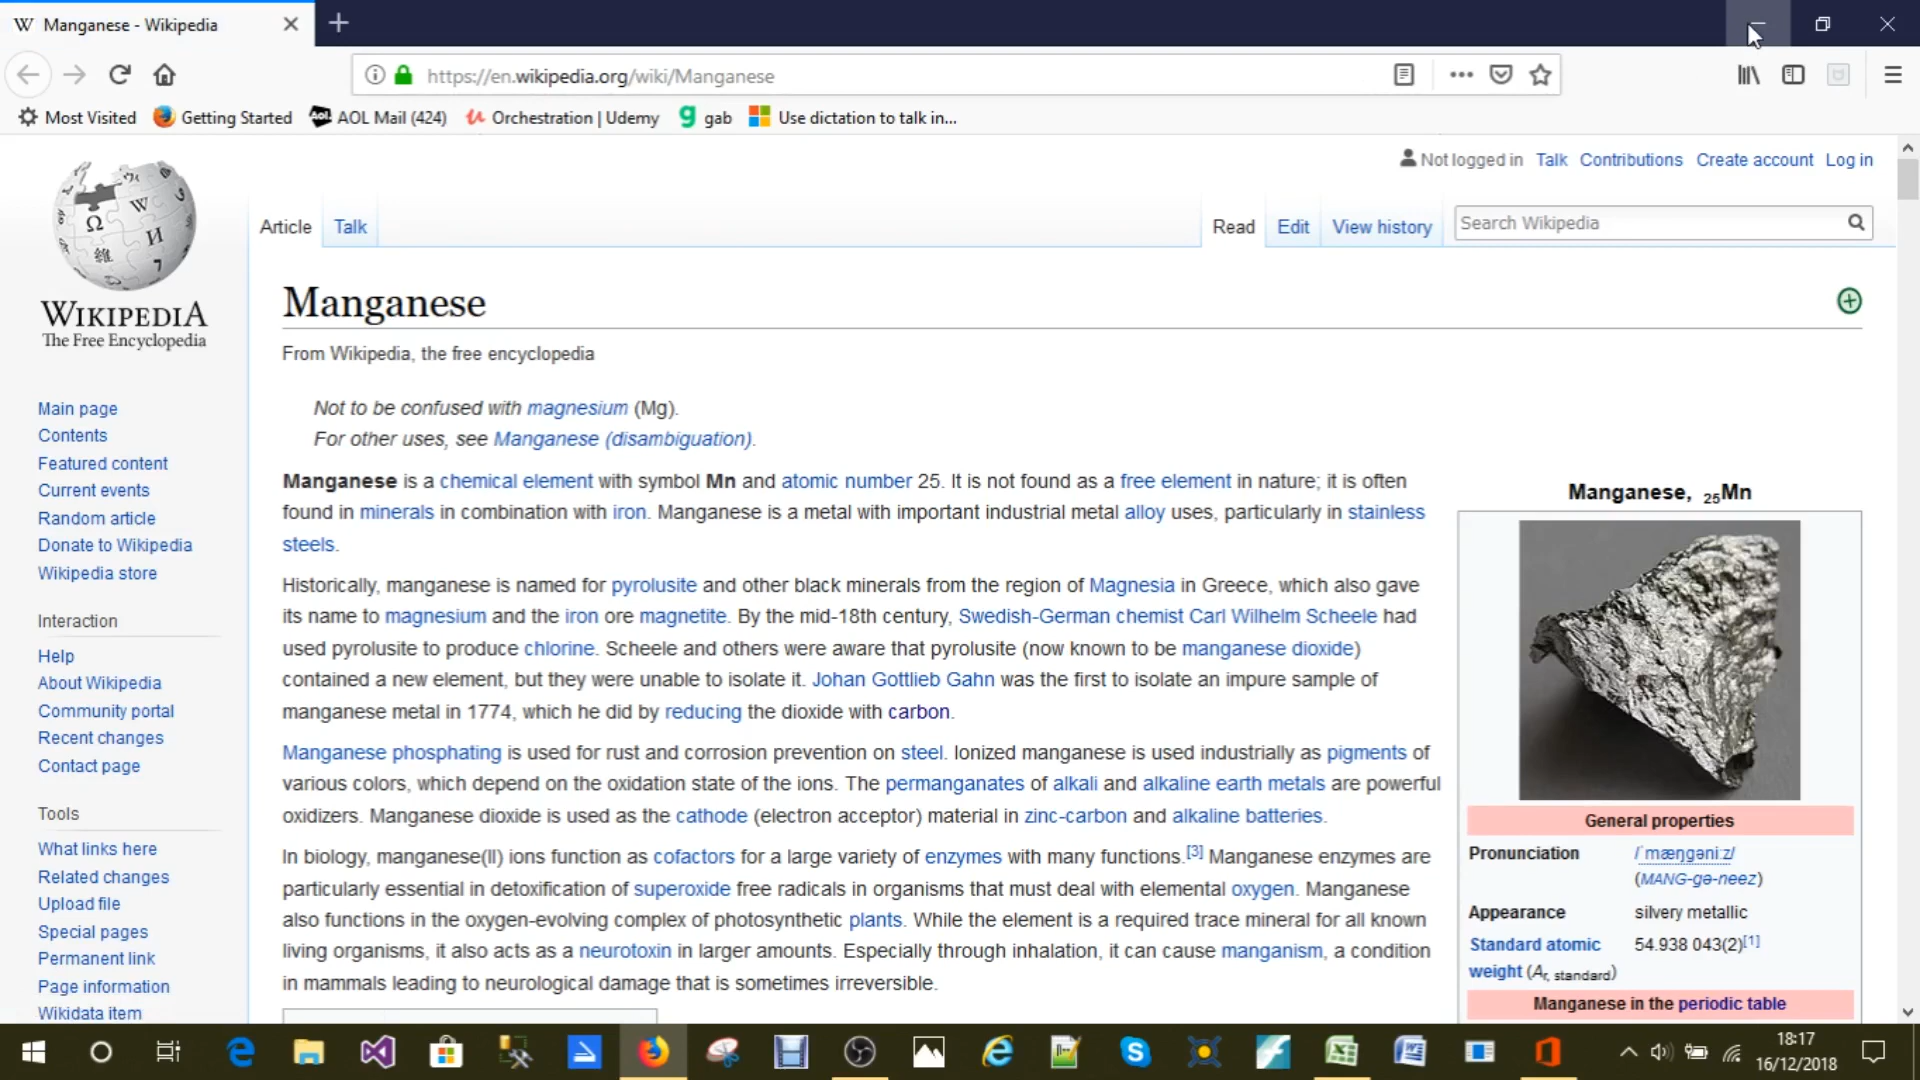 Manganese - Wikipedia
https://en.wikipedia.org/wiki/Manganese
Most Visited Getting Started AOL Mail (424) Orchestration | Udemy gab Use dictation to talk in...
Not logged in Talk Contributions Create account Log in
Article Talk Read Edit View history Search Wikipedia
WIKIPEDIA
The Free Encyclopedia
Main page
Contents
Featured content
Current events
Random article
Donate to Wikipedia
Wikipedia store
Interaction
Help
About Wikipedia
Community portal
Recent changes
Contact page
Tools
What links here
Related changes
Upload file
Special pages
Permanent link
Page information
Wikidata item
Manganese
From Wikipedia, the free encyclopedia
Not to be confused with magnesium (Mg).
For other uses, see Manganese (disambiguation).
Manganese is a chemical element with symbol Mn and atomic number 25. It is not found as a free element in nature; it is often
found in minerals in combination with iron. Manganese is a metal with important industrial metal alloy uses, particularly in stainless
steels.
Historically, manganese is named for pyrolusite and other black minerals from the region of Magnesia in Greece, which also gave
its name to magnesium and the iron ore magnetite. By the mid-18th century, Swedish-German chemist Carl Wilhelm Scheele had
used pyrolusite to produce chlorine. Scheele and others were aware that pyrolusite (now known to be manganese dioxide)
contained a new element, but they were unable to isolate it. Johan Gottlieb Gahn was the first to isolate an impure sample of
manganese metal in 1774, which he did by reducing the dioxide with carbon.
Manganese phosphating is used for rust and corrosion prevention on steel. Ionized manganese is used industrially as pigments of
various colors, which depend on the oxidation state of the ions. The permanganates of alkali and alkaline earth metals are powerful
oxidizers. Manganese dioxide is used as the cathode (electron acceptor) material in zinc-carbon and alkaline batteries.
In biology, manganese(II) ions function as cofactors for a large variety of enzymes with many functions.[3] Manganese enzymes are
particularly essential in detoxification of superoxide free radicals in organisms that must deal with elemental oxygen. Manganese
also functions in the oxygen-evolving complex of photosynthetic plants. While the element is a required trace mineral for all known
living organisms, it also acts as a neurotoxin in larger amounts. Especially through inhalation, it can cause manganism, a condition
in mammals leading to neurological damage that is sometimes irreversible.
Manganese, 25Mn
General properties
Pronunciation /ˈmæŋɡəniːz/
(MANG-gə-neez)
Appearance silvery metallic
Standard atomic 54.938 043(2)[1]
weight (Ar, standard)
Manganese in the periodic table
18:17
16/12/2018